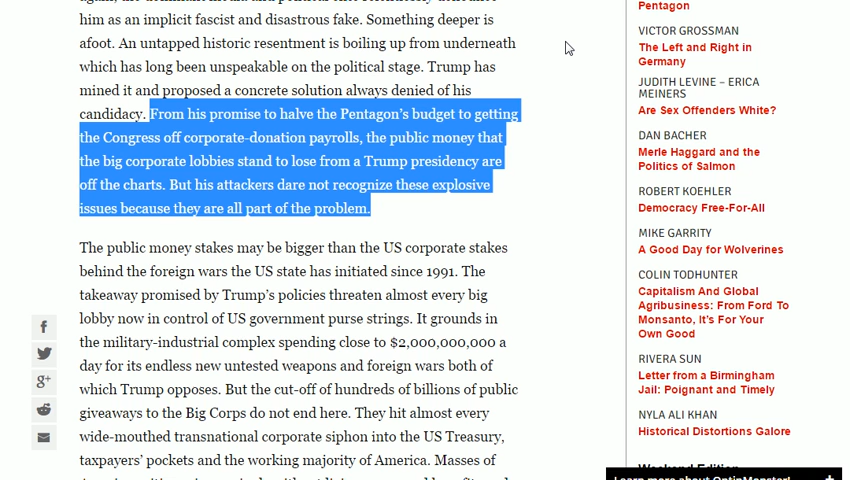 him as an implicit fascist and disastrous fake. Something deeper is
afoot. An untapped historic resentment is boiling up from underneath
which has long been unspeakable on the political stage. Trump has
mined it and proposed a concrete solution always denied of his
candidacy. From his promise to halve the Pentagon's budget to getting
the Congress off corporate-donation payrolls, the public money that
the big corporate lobbies stand to lose from a Trump presidency are
off the charts. But his attackers dare not recognize these explosive
issues because they are all part of the problem.
The public money stakes may be bigger than the US corporate stakes
behind the foreign wars the US state has initiated since 1991. The
takeaway promised by Trump's policies threaten almost every big
lobby now in control of US government purse strings. It grounds in
the military-industrial complex spending close to $2,000,000,000 a
day for its endless new untested weapons and foreign wars both of
which Trump opposes. But the cut-off of hundreds of billions of public
giveaways to the Big Corps do not end here. They hit almost every
wide-mouthed transnational corporate siphon into the US Treasury,
taxpayers' pockets and the working majority of America. Masses of
Pentagon
VICTOR GROSSMAN
The Left and Right in
Germany
JUDITH LEVINE – ERICA
MEINERS
Are Sex Offenders White?
DAN BACHER
Merle Haggard and the
Politics of Salmon
ROBERT KOEHLER
Democracy Free-For-All
MIKE GARRITY
A Good Day for Wolverines
COLIN TODHUNTER
Capitalism And Global
Agribusiness: From Ford To
Monsanto, It's For Your
Own Good
RIVERA SUN
Letter from a Birmingham
Jail: Poignant and Timely
NYLA ALI KHAN
Historical Distortions Galore
Weekend Edition
Learn more about OptinMonster!